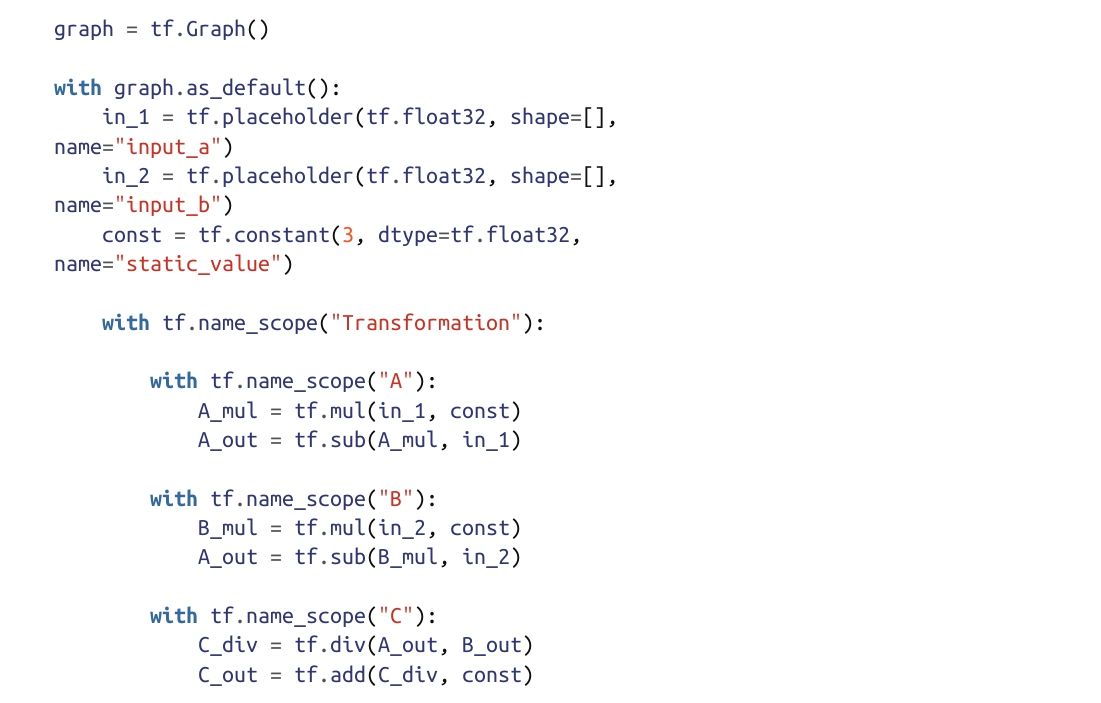 graph = tf.Graph()
with graph.as_default():
in_1 = tf.placeholder(tf.float32, shape=[],
name="input_a")
in_2 = tf.placeholder(tf.float32, shape=[],
name="input_b")
const = tf.constant(3, dtype=tf.float32,
name="static_value")
with tf.name_scope("Transformation"):
with tf.name_scope("A"):
A_mul = tf.mul(in_1, const)
A_out = tf.sub(A_mul, in_1)
with tf.name_scope("B"):
B_mul = tf.mul(in_2, const)
A_out = tf.sub(B_mul, in_2)
with tf.name_scope("C"):
C_div = tf.div(A_out, B_out)
C_out = tf.add(C_div, const)